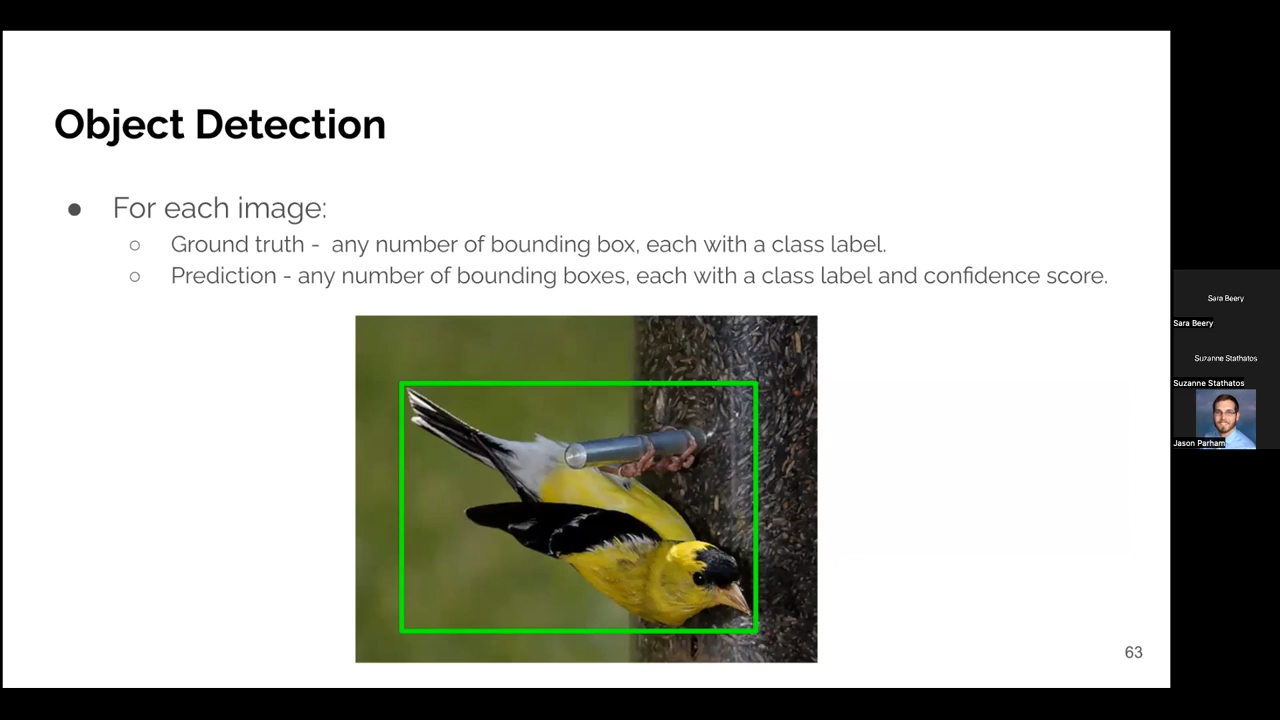 Object Detection
● For each image:
○ Ground truth -  any number of bounding box, each with a class label.
○ Prediction - any number of bounding boxes, each with a class label and confidence score.
63
Sara Beery
Sara Beery
Suzanne Stathatos
Suzanne Stathatos
Jason Parham